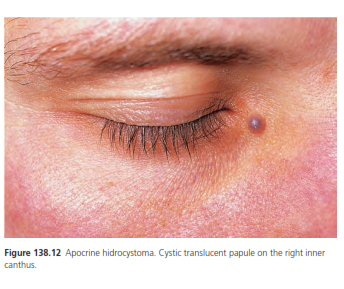 Figure 138.12 Apocrine hidrocystoma. Cystic translucent papule on the right inner
canthus.